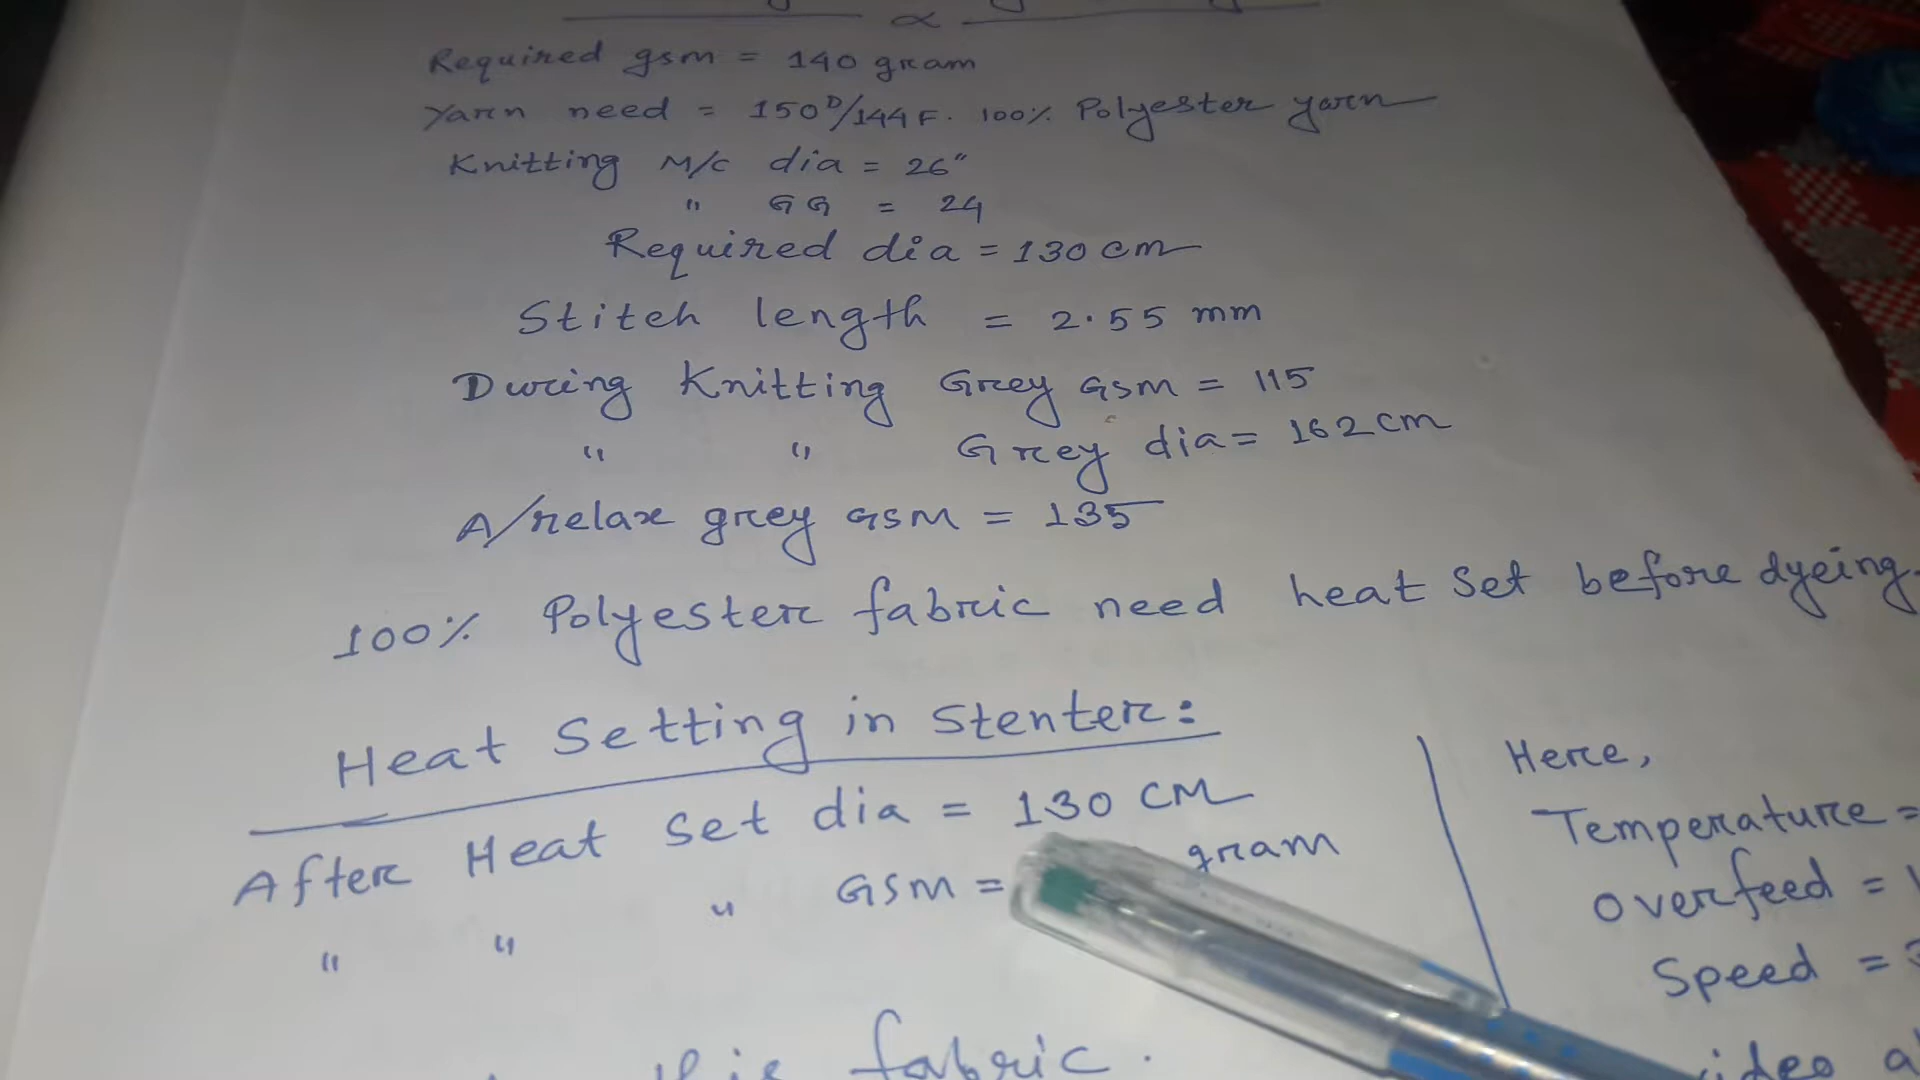 ∝
Required gsm = 140 gram
Yarn need = 150D/144F. 100% Polyester yarn
Knitting M/C dia = 26"
" GG = 24
Required dia = 130 cm
Stitch length = 2.55 mm
During Knitting Grey GSM = 115
" " Grey dia = 162 cm
A/relax grey GSM = 135
100% Polyester fabric need heat set before dyeing.
Heat Setting in Stenter:
After Heat set dia = 130 CM
" " " GSM = gram
Here,
Temperature =
overfeed =
Speed =
fabric.